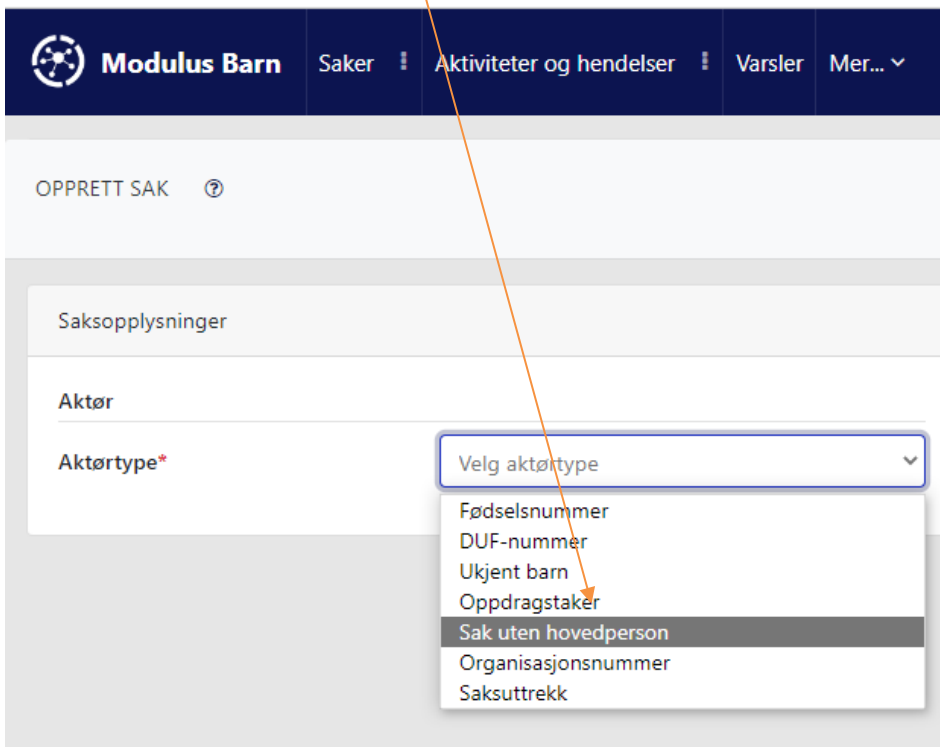 Modulus Barn Saker Aktiviteter og hendelser Varsler Mer...
OPPRETT SAK ?
Saksopplysninger
Aktør
Aktørtype* Velg aktørtype
Fødselsnummer
DUF-nummer
Ukjent barn
Oppdragstaker
Sak uten hovedperson
Organisasjonsnummer
Saksuttrekk